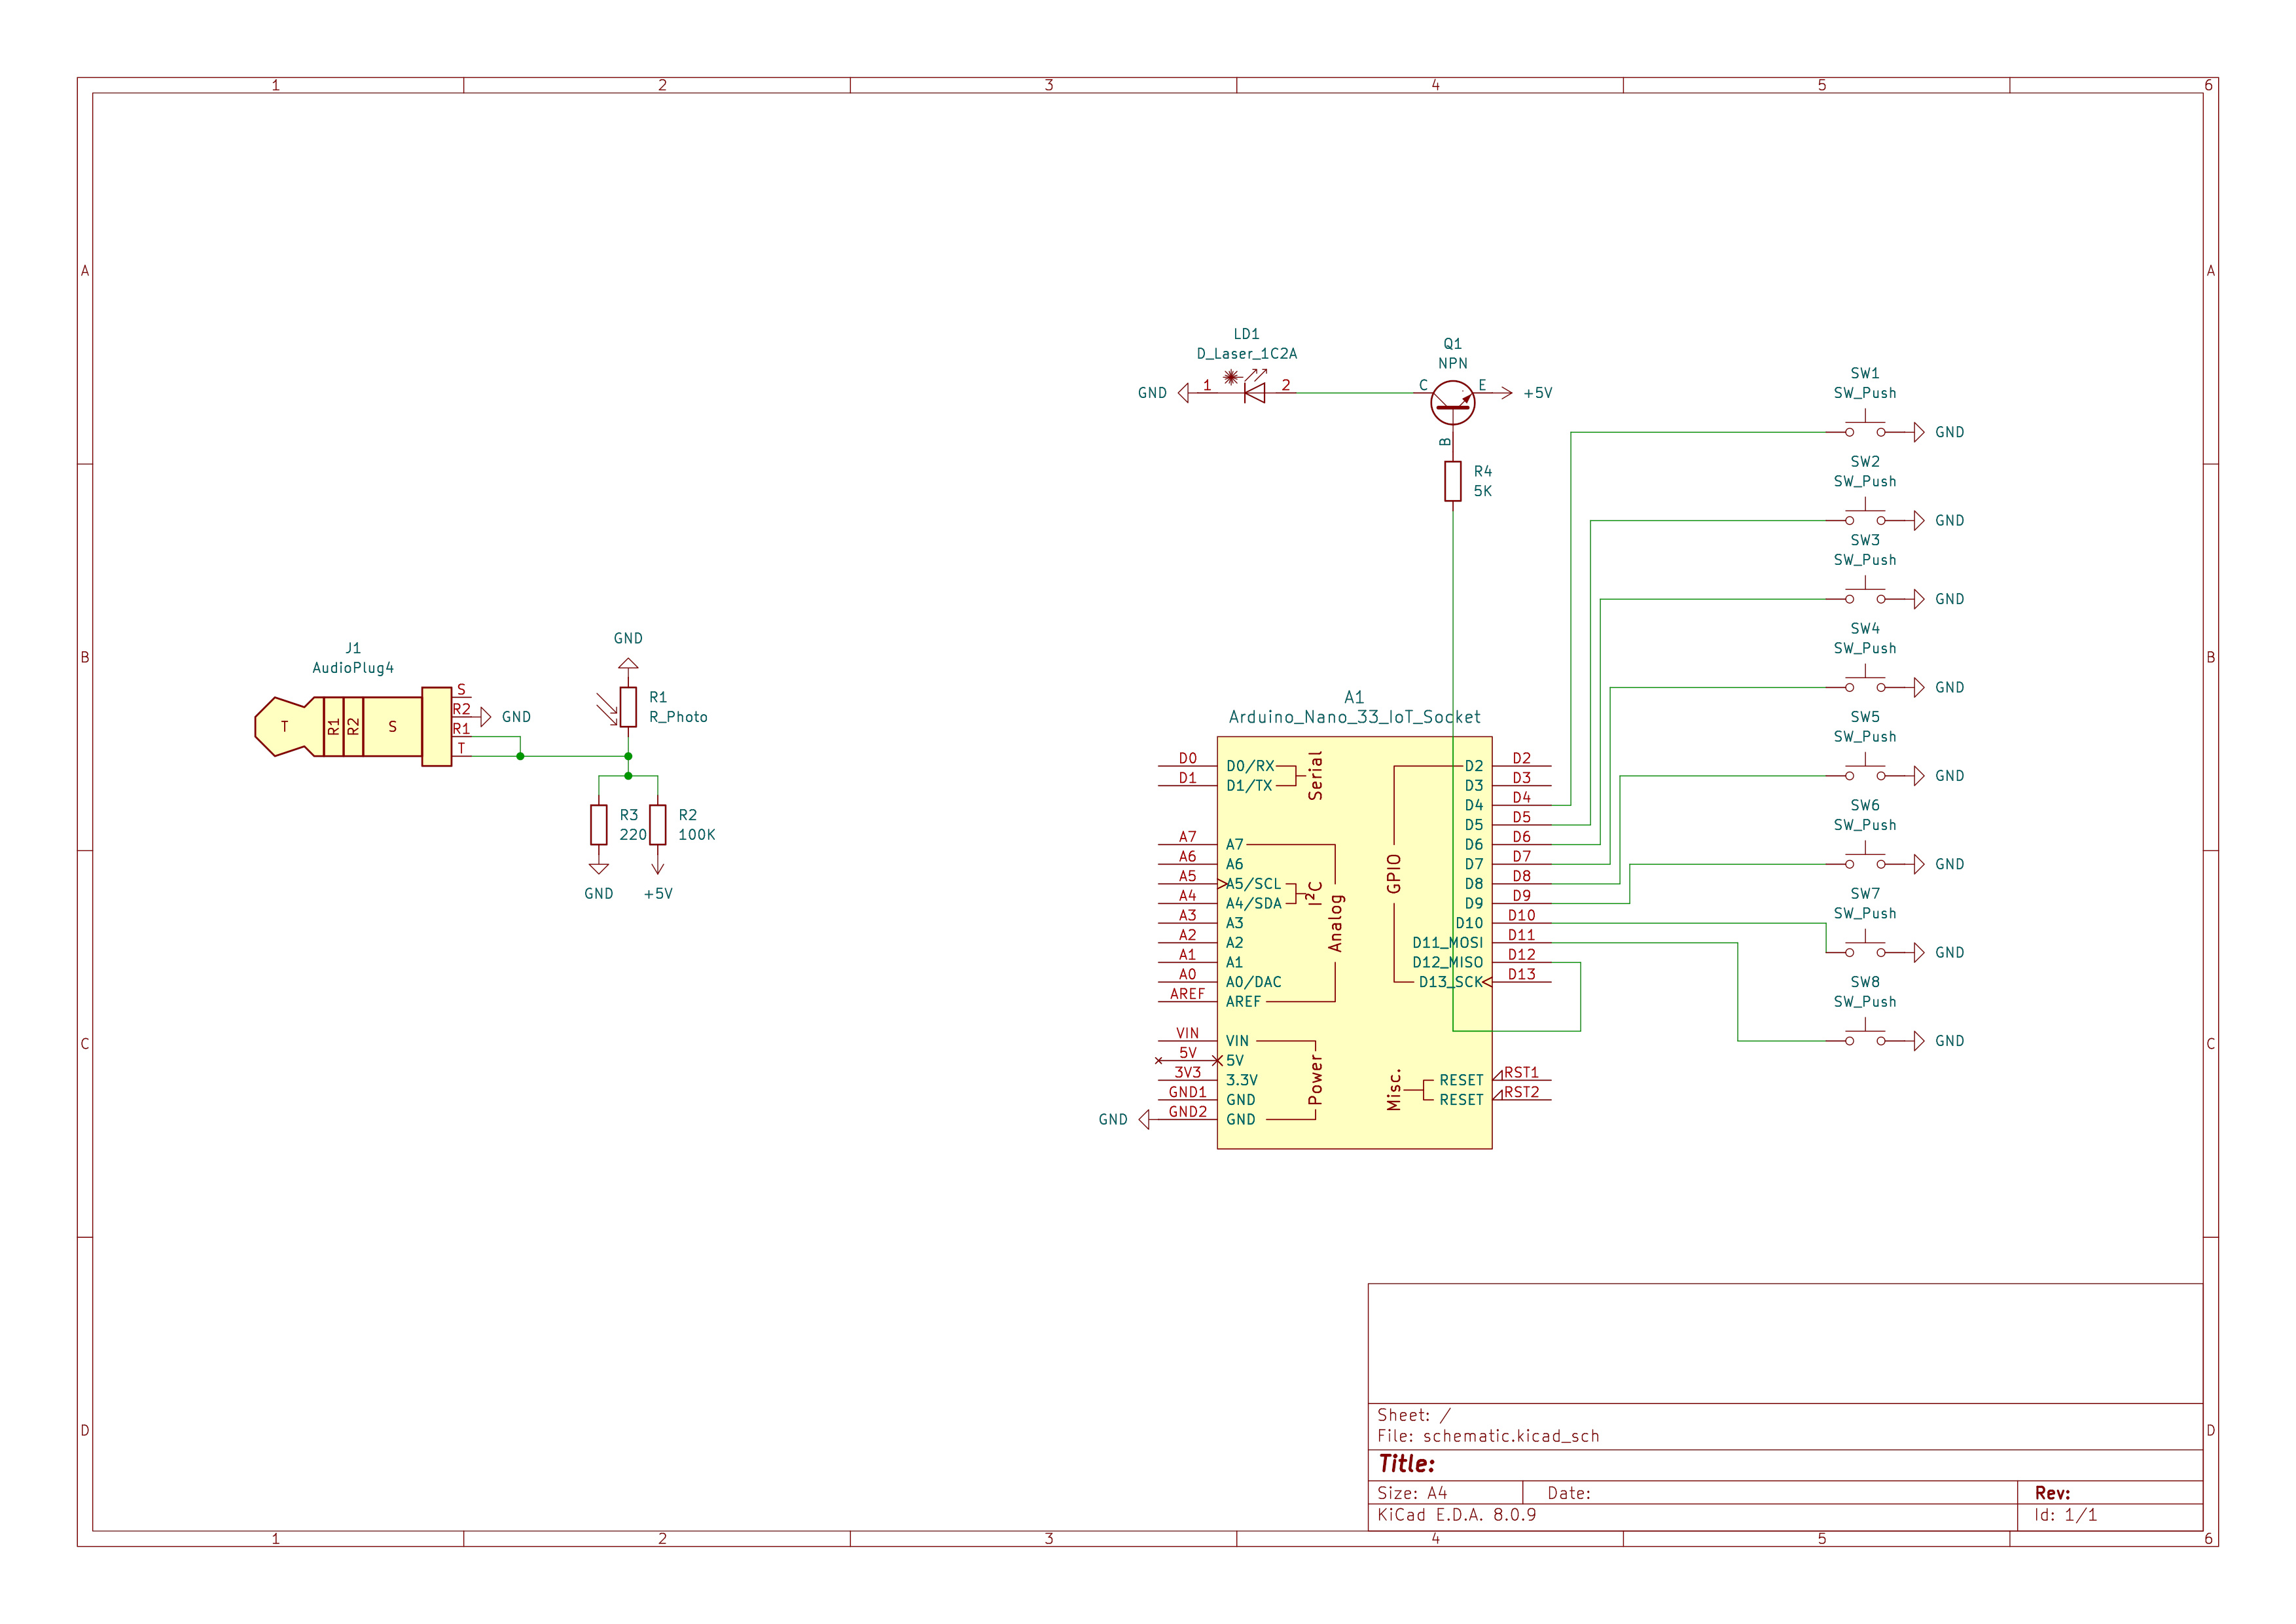 1 2 3 4 5 6
A A
B B
C C
D D
LD1
D_Laser_1C2A
GND 1 2
Q1
NPN
C E +5V
B
R4
5K
SW1
SW_Push
GND
SW2
SW_Push
GND
SW3
SW_Push
GND
SW4
SW_Push
GND
SW5
SW_Push
GND
SW6
SW_Push
GND
SW7
SW_Push
GND
SW8
SW_Push
GND
J1
AudioPlug4
T R1 R2 S
S
R2 GND
R1
T
GND
R1
R_Photo
R3
220
R2
100K
GND +5V
A1
Arduino_Nano_33_IoT_Socket
D0 D0/RX
D1 D1/TX
Serial
A7 A7
A6 A6
A5 A5/SCL
A4 A4/SDA
I²C
A3 A3
A2 A2
A1 A1
A0 A0/DAC
AREF AREF
Analog
VIN VIN
5V 5V
3V3 3.3V
GND1 GND
GND GND2 GND
Power
GPIO
D2 D2
D3 D3
D4 D4
D5 D5
D6 D6
D7 D7
D8 D8
D9 D9
D10 D10
D11_MOSI D11
D12_MISO D12
D13_SCK D13
Misc.
RESET RST1
RESET RST2
Sheet: /
File: schematic.kicad_sch
Title:
Size: A4 Date: Rev:
KiCad E.D.A. 8.0.9 Id: 1/1
1 2 3 4 5 6